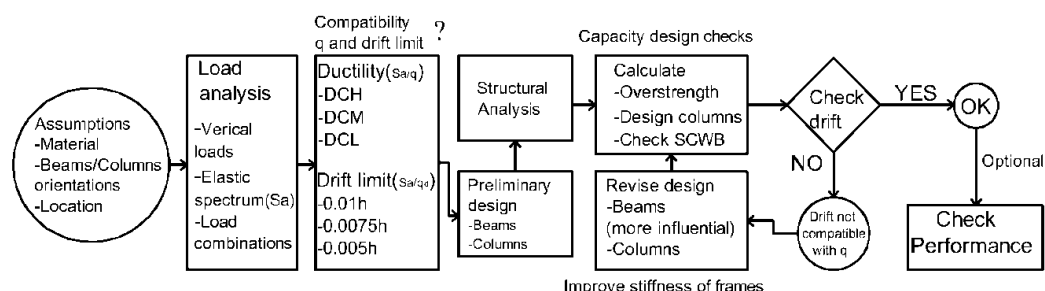 Assumptions
-Material
-Beams/Columns
orientations
-Location
Load
analysis
-Verical
loads
-Elastic
spectrum(Sa)
-Load
combinations
Compatibility
q and drift limit ?
Ductility(Sa/q)
-DCH
-DCM
-DCL
Drift limit(Sa/qd)
-0.01h
-0.0075h
-0.005h
Structural
Analysis
Preliminary
design
-Beams
-Columns
Capacity design checks
Calculate
-Overstrength
-Design columns
-Check SCWB
Revise design
-Beams
(more influential)
-Columns
Improve stiffness of frames
Check
drift
YES
NO
Drift not
compatible
with q
OK
Optional
Check
Performance